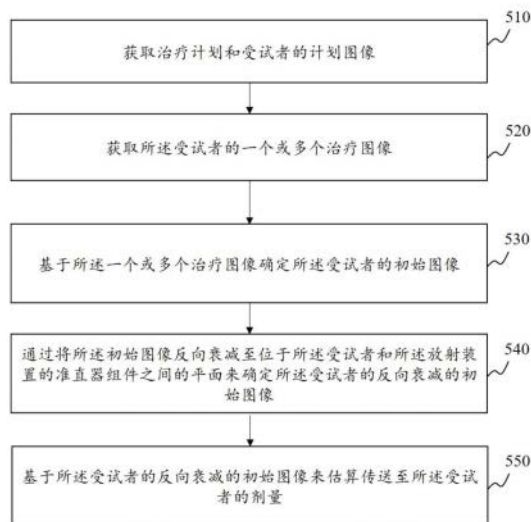 510
获取治疗计划和受试者的计划图像
520
获取所述受试者的一个或多个治疗图像
530
基于所述一个或多个治疗图像确定所述受试者的初始图像
540
通过将所述初始图像反向衰减至位于所述受试者和所述放射装
置的准直器组件之间的平面来确定所述受试者的反向衰减的初
始图像
550
基于所述受试者的反向衰减的初始图像来估算传送至所述受试
者的剂量